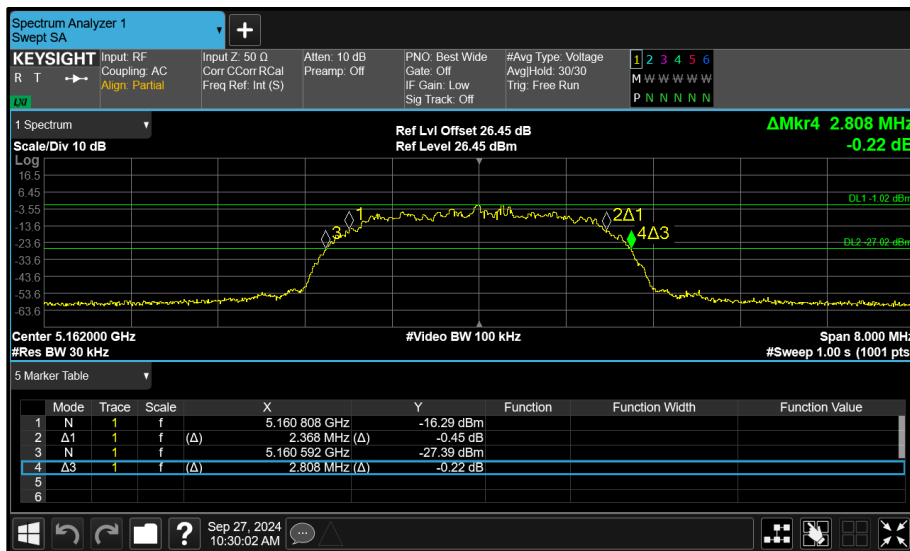 Spectrum Analyzer 1
Swept SA
KEYSIGHT
R T
LXI
Input: RF
Coupling: AC
Align: Partial
Input Z: 50 Ω
Corr CCorr RCal
Freq Ref: Int (S)
Atten: 10 dB
Preamp: Off
PNO: Best Wide
Gate: Off
IF Gain: Low
Sig Track: Off
#Avg Type: Voltage
Avg|Hold: 30/30
Trig: Free Run
1 2 3 4 5 6
M W W W W W
P N N N N N
1 Spectrum
Scale/Div 10 dB
Ref Lvl Offset 26.45 dB
Ref Level 26.45 dBm
ΔMkr4 2.808 MHz
-0.22 dB
Log
16.5
6.45
-3.55
-13.6
-23.6
-33.6
-43.6
-53.6
-63.6
DL1 -1.02 dBm
DL2 -27.02 dBm
1
2Δ1
3
4Δ3
Center 5.162000 GHz
#Res BW 30 kHz
#Video BW 100 kHz
Span 8.000 MHz
#Sweep 1.00 s (1001 pts
5 Marker Table
Mode Trace Scale X Y Function Function Width Function Value
1 N 1 f 5.160 808 GHz -16.29 dBm
2 Δ1 1 f (Δ) 2.368 MHz (Δ) -0.45 dB
3 N 1 f 5.160 592 GHz -27.39 dBm
4 Δ3 1 f (Δ) 2.808 MHz (Δ) -0.22 dB
5
6
?
Sep 27, 2024
10:30:02 AM